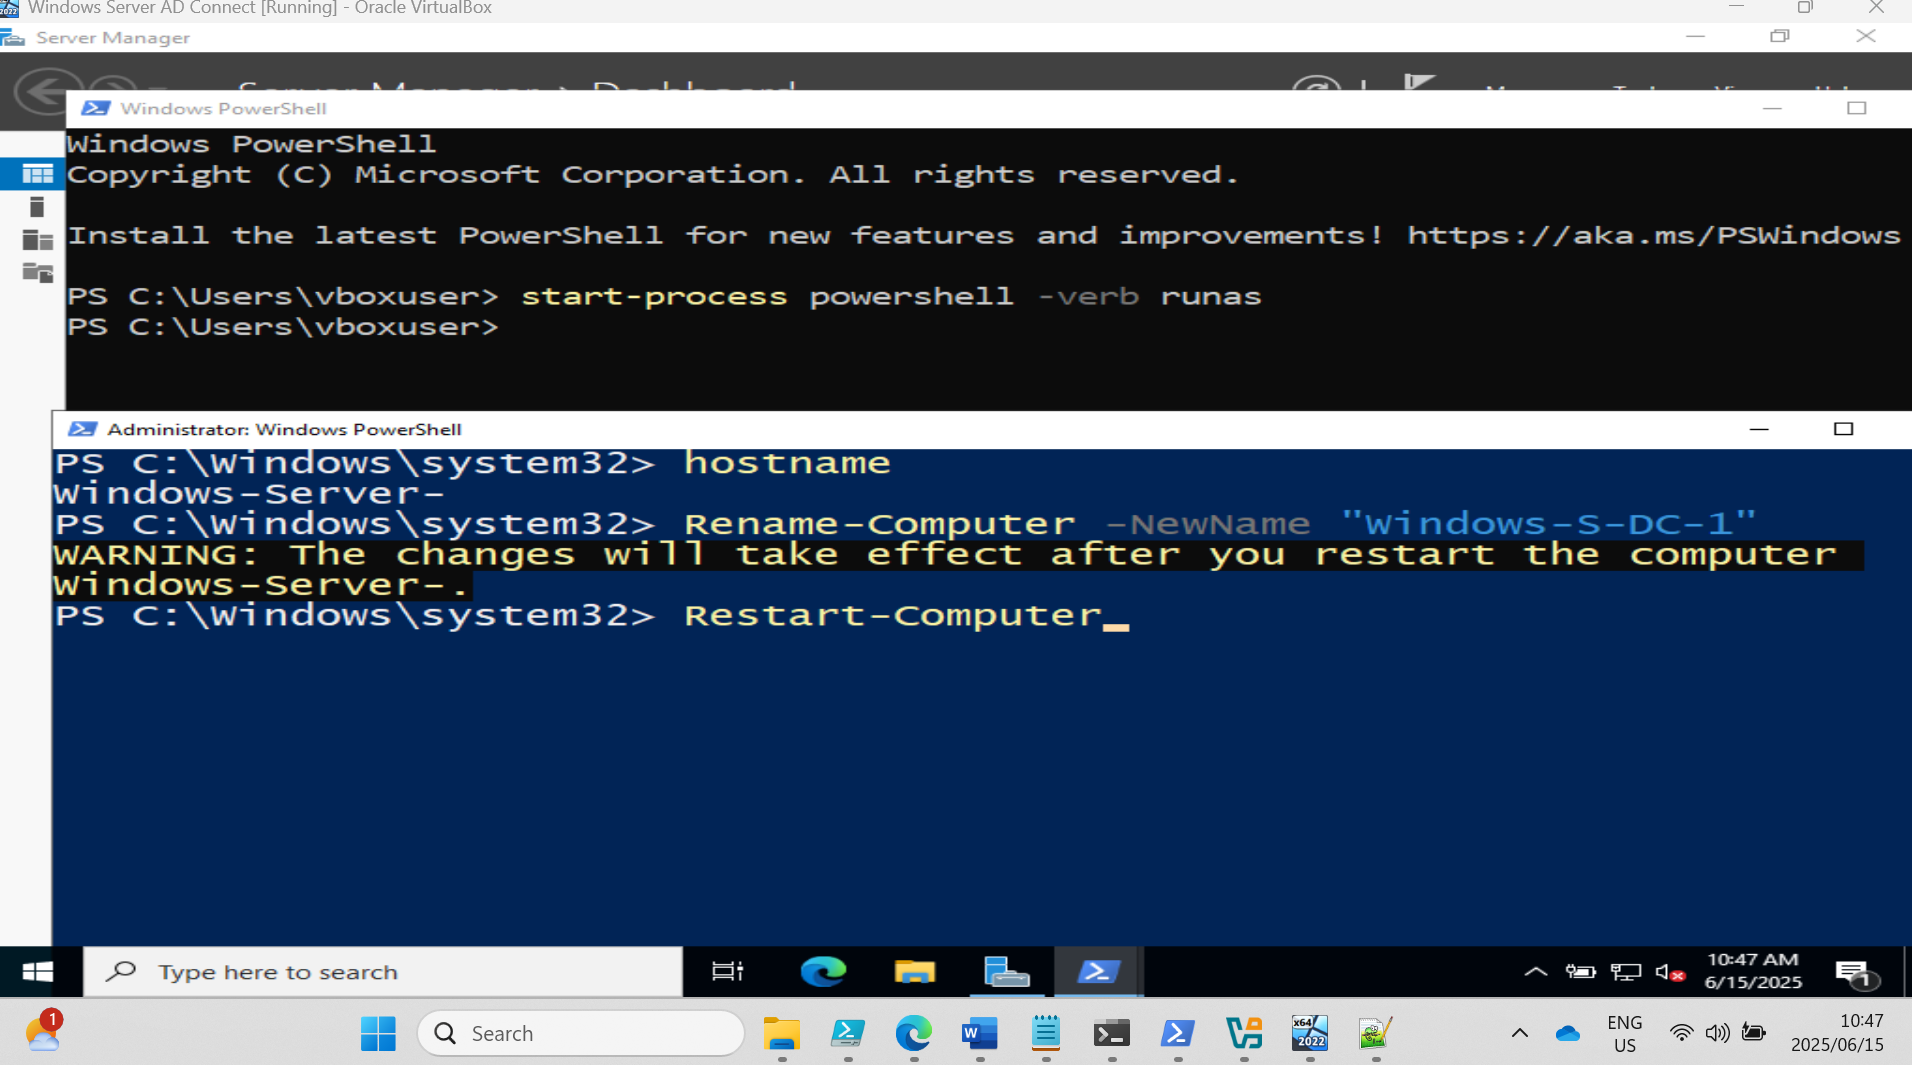 Windows Server AD Connect [Running] - Oracle VirtualBox
Server Manager
Server Manager Dashboard
Windows PowerShell
Windows PowerShell
Copyright (C) Microsoft Corporation. All rights reserved.
Install the latest PowerShell for new features and improvements! https://aka.ms/PSWindows
PS C:\Users\vboxuser> start-process powershell -verb runas
PS C:\Users\vboxuser>
Administrator: Windows PowerShell
PS C:\Windows\system32> hostname
Windows-Server-
PS C:\Windows\system32> Rename-Computer -NewName "Windows-S-DC-1"
WARNING: The changes will take effect after you restart the computer
Windows-Server-.
PS C:\Windows\system32> Restart-Computer
Type here to search
10:47 AM
6/15/2025
1
1
Search
x64
2022
ENG
US
10:47
2025/06/15